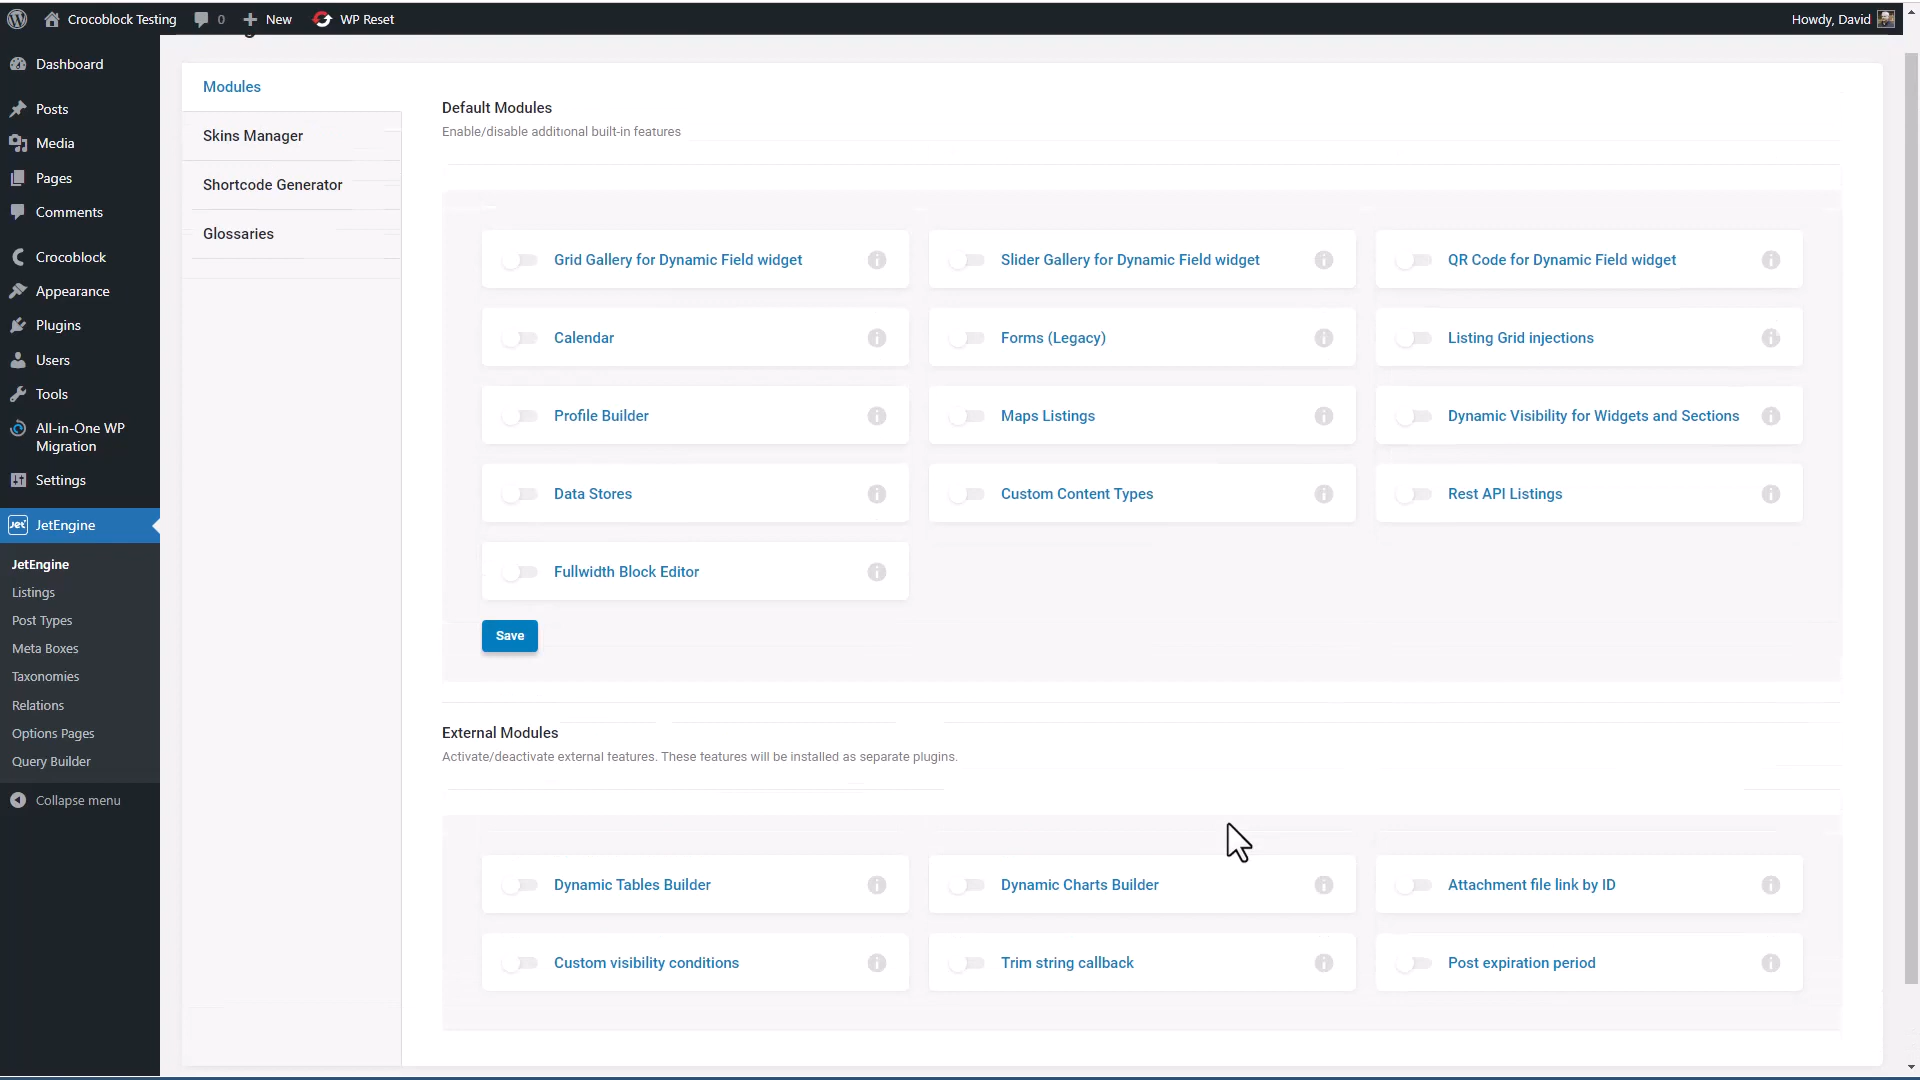 Crocoblock Testing
0
New
WP Reset
Howdy, David
Dashboard
Posts
Media
Pages
Comments
Crocoblock
Appearance
Plugins
Users
Tools
All-in-One WP
Migration
Settings
Jet
JetEngine
JetEngine
Listings
Post Types
Meta Boxes
Taxonomies
Relations
Options Pages
Query Builder
Collapse menu
Modules
Skins Manager
Shortcode Generator
Glossaries
Default Modules
Enable/disable additional built-in features
Grid Gallery for Dynamic Field widget
Slider Gallery for Dynamic Field widget
QR Code for Dynamic Field widget
Calendar
Forms (Legacy)
Listing Grid injections
Profile Builder
Maps Listings
Dynamic Visibility for Widgets and Sections
Data Stores
Custom Content Types
Rest API Listings
Fullwidth Block Editor
Save
External Modules
Activate/deactivate external features. These features will be installed as separate plugins.
Dynamic Tables Builder
Dynamic Charts Builder
Attachment file link by ID
Custom visibility conditions
Trim string callback
Post expiration period